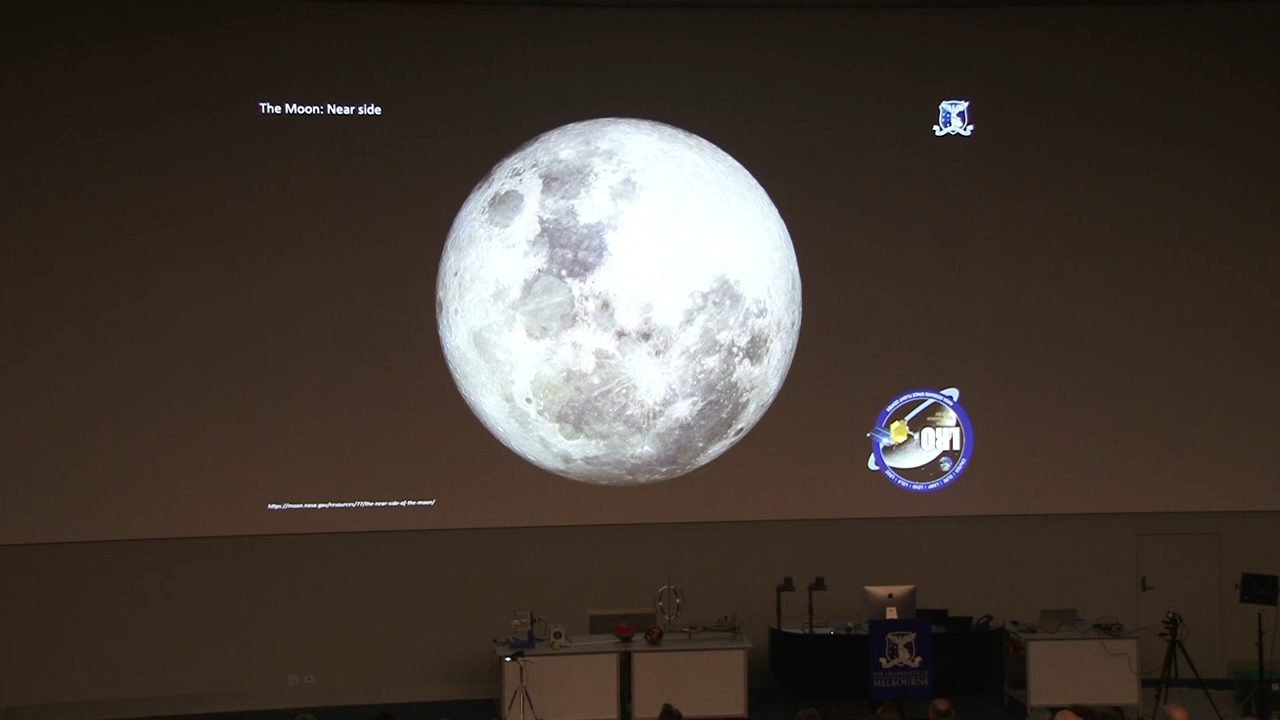 The Moon: Near side
LRO
https://moon.nasa.gov/resources/77/the-near-side-of-the-moon/
THE UNIVERSITY OF
MELBOURNE